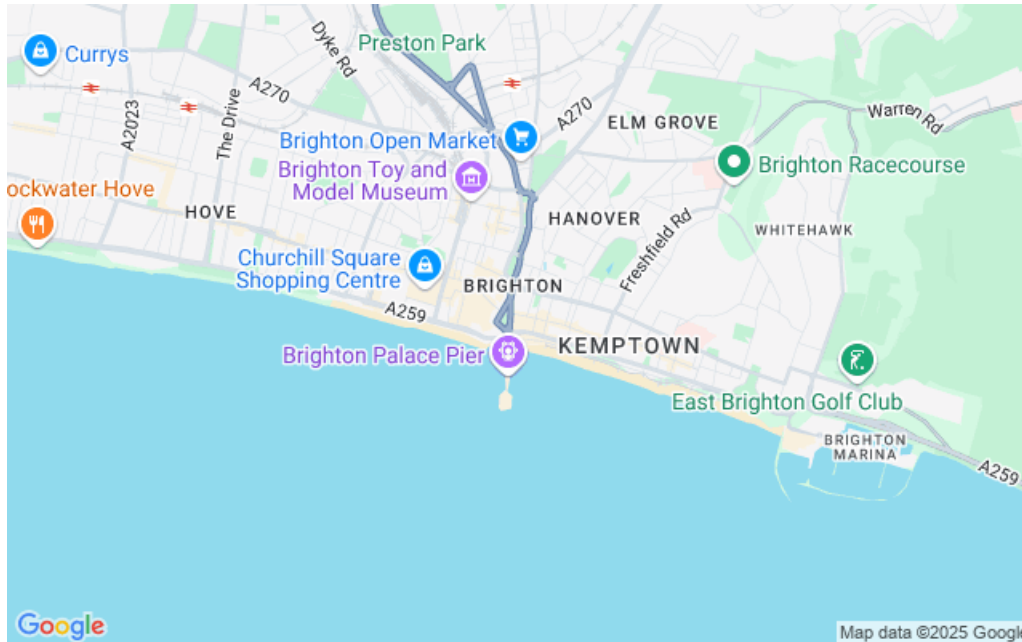 Preston Park
Dyke Rd
Currys
A270
A2023
The Drive
A270
Warren Rd
ELM GROVE
Brighton Open Market
Brighton Racecourse
Brighton Toy and
Model Museum
ockwater Hove
HOVE
HANOVER
Freshfield Rd
WHITEHAWK
Churchill Square
Shopping Centre
BRIGHTON
A259
KEMPTOWN
Brighton Palace Pier
East Brighton Golf Club
BRIGHTON
MARINA
A259
Google
Map data ©2025 Google